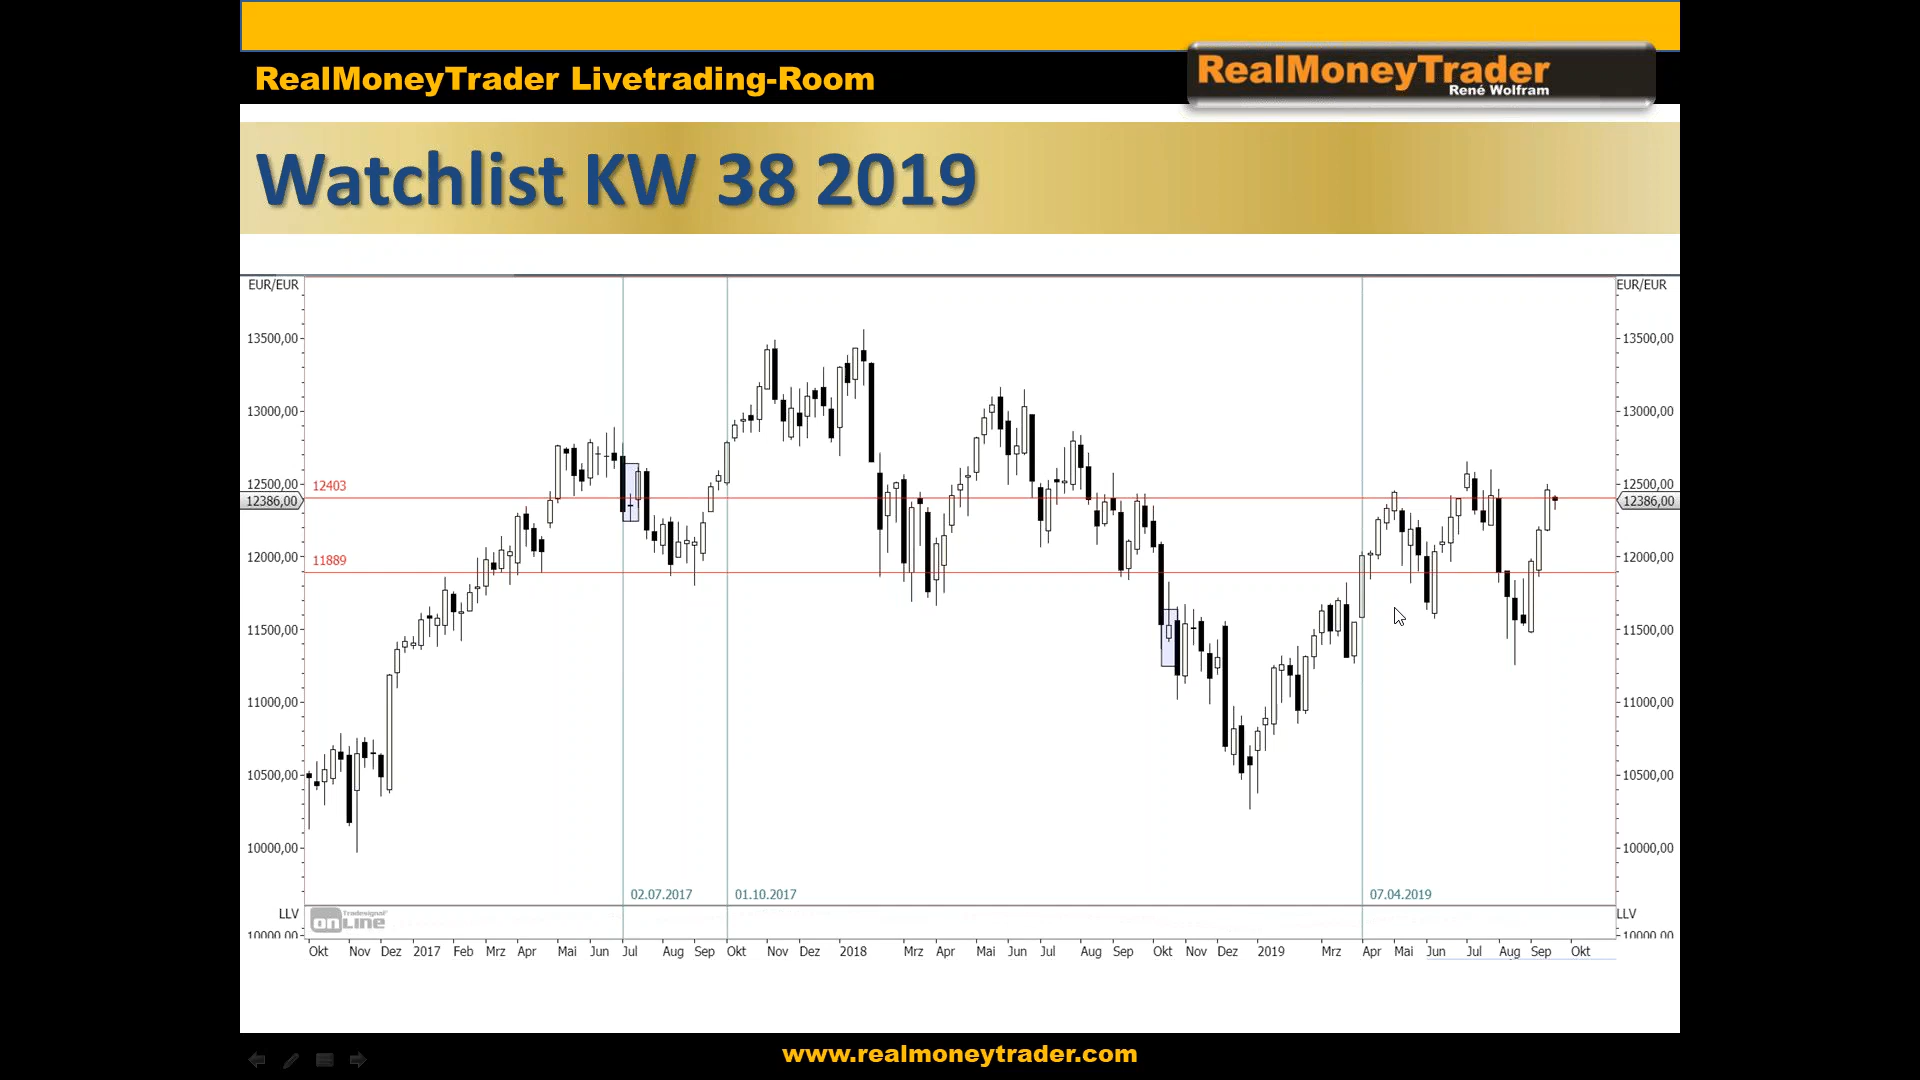 RealMoneyTrader Livetrading-Room
RealMoneyTrader
René Wolfram
Watchlist KW 38 2019
EUR/EUR EUR/EUR
13500,00 13500,00
13000,00 13000,00
12500,00 12403 12500,00
12386,00 12386,00
12000,00 11889 12000,00
11500,00 11500,00
11000,00 11000,00
10500,00 10500,00
10000,00 10000,00
02.07.2017 01.10.2017 07.04.2019
LLV Tradesignal LLV
onLine
10000,00 10000,00
Okt Nov Dez 2017 Feb Mrz Apr Mai Jun Jul Aug Sep Okt Nov Dez 2018 Mrz Apr Mai Jun Jul Aug Sep Okt Nov Dez 2019 Mrz Apr Mai Jun Jul Aug Sep Okt
www.realmoneytrader.com